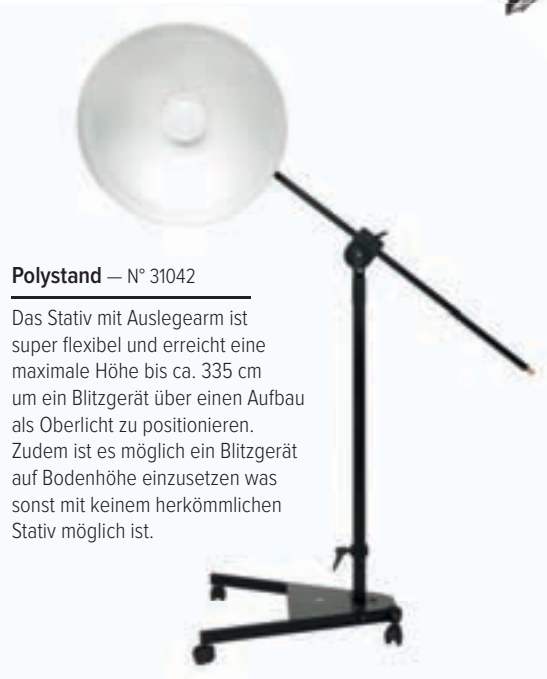 Polystand — N° 31042
Das Stativ mit Auslegearm ist
super flexibel und erreicht eine
maximale Höhe bis ca. 335 cm
um ein Blitzgerät über einen Aufbau
als Oberlicht zu positionieren.
Zudem ist es möglich ein Blitzgerät
auf Bodenhöhe einzusetzen was
sonst mit keinem herkömmlichen
Stativ möglich ist.